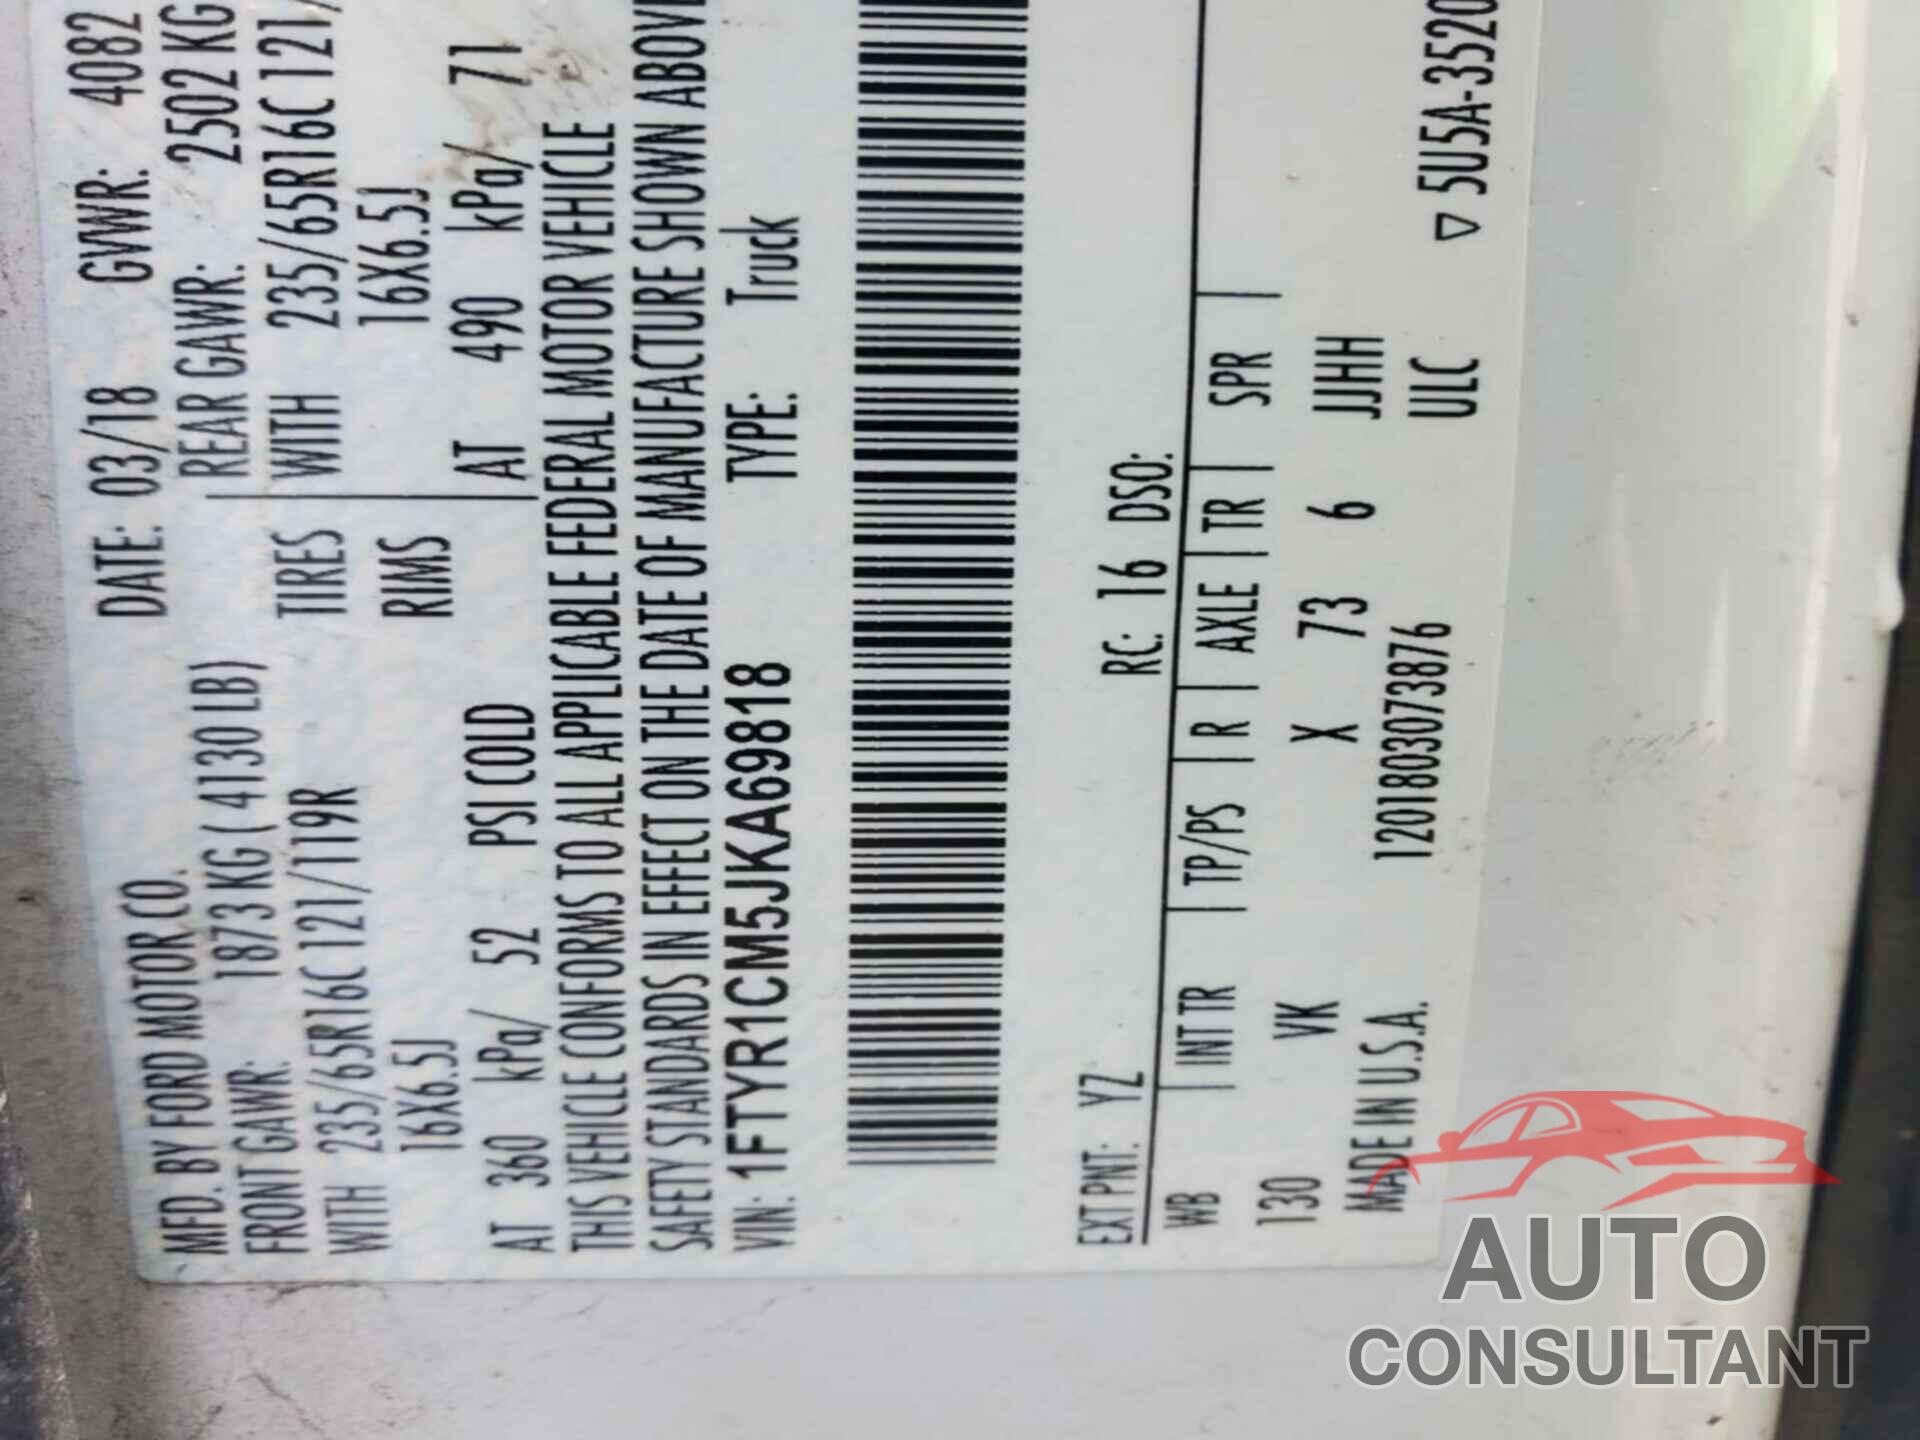 MFD. BY FORD MOTOR CO.
DATE: 03/18 GVWR: 4082
FRONT GAWR: 1873 KG ( 4130 LB)
REAR GAWR: 2502 KG
WITH 235/65R16C 121/119R
TIRES
WITH 235/65R16C 121/
16X6.5J
RIMS
16X6.5J
AT 360 kPa/ 52 PSI COLD
AT 490 kPa/ 71
THIS VEHICLE CONFORMS TO ALL APPLICABLE FEDERAL MOTOR VEHICLE
SAFETY STANDARDS IN EFFECT ON THE DATE OF MANUFACTURE SHOWN ABOVE
VIN: 1FTYR1CM5JKA69818
TYPE: Truck
EXT PNT: YZ RC: 16 DSO:
WB INT TR TP/PS R AXLE TR SPR
130 VK X 73 6 JJHH
MADE IN U.S.A. 1201803073876 ULC
▽ 5U5A-3520
AUTO
CONSULTANT